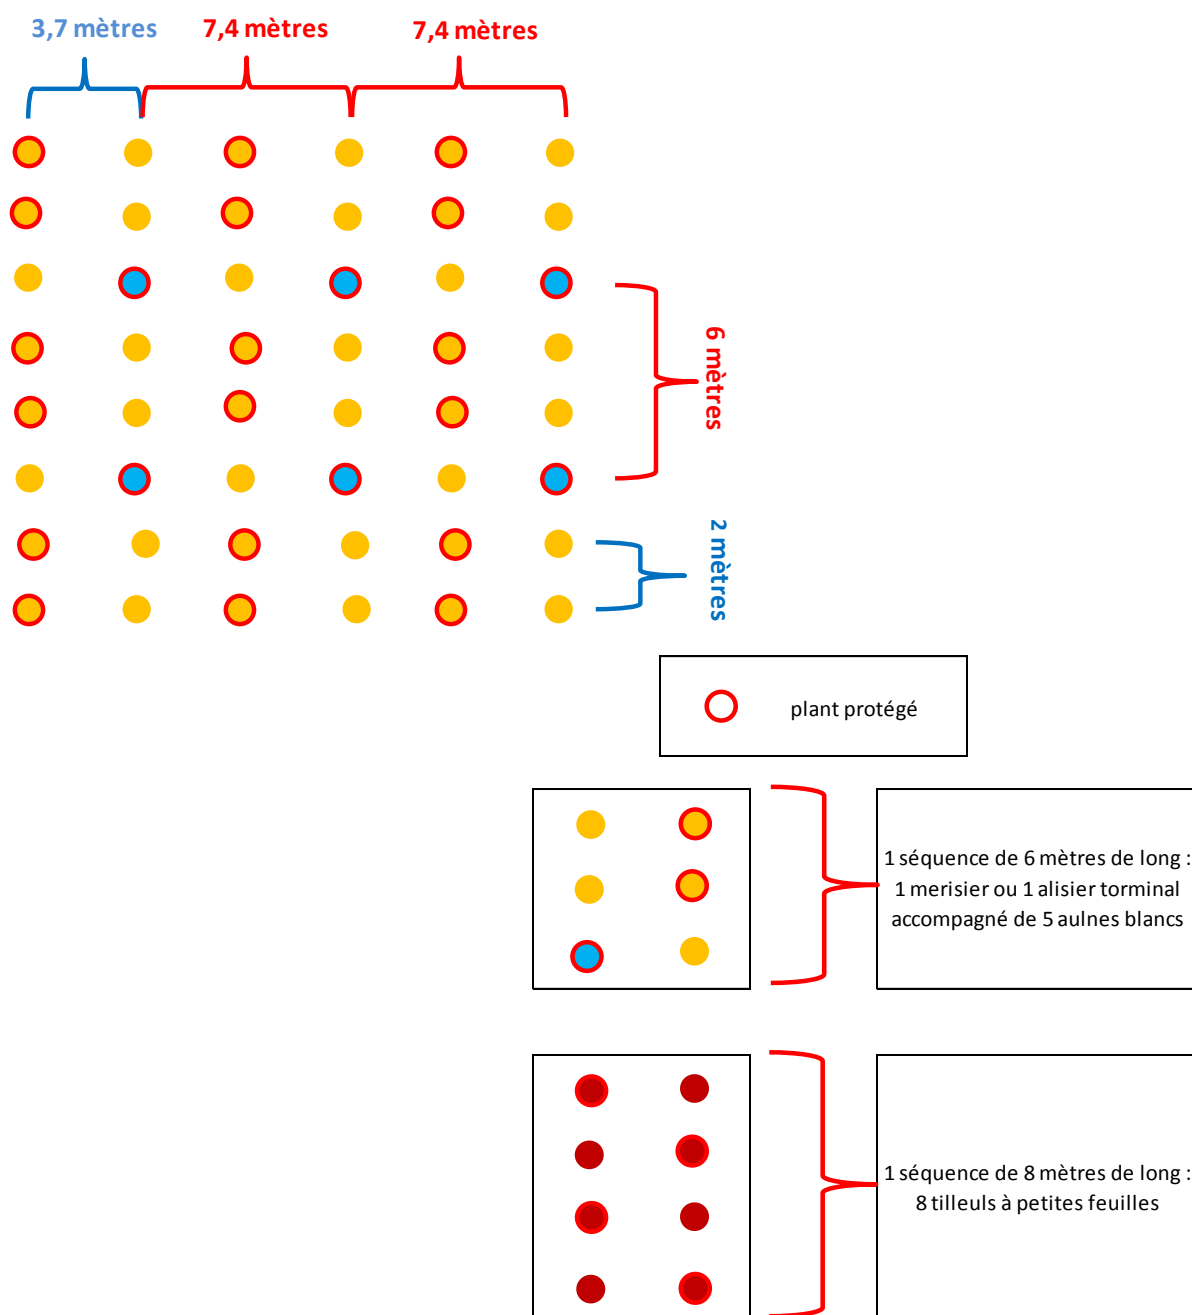 3,7 mètres
7,4 mètres
7,4 mètres
6 mètres
2 mètres
plant protégé
1 séquence de 6 mètres de long :
1 merisier ou 1 alisier torminal
accompagné de 5 aulnes blancs
1 séquence de 8 mètres de long :
8 tilleuls à petites feuilles